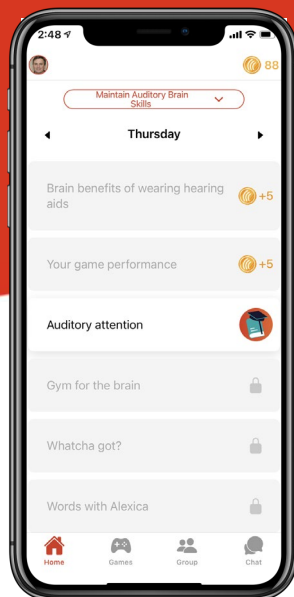 2:48
88
Maintain Auditory Brain
Skills
Thursday
Brain benefits of wearing hearing
aids
+5
Your game performance
+5
Auditory attention
Gym for the brain
Whatcha got?
Words with Alexica
Home
Games
Group
Chat